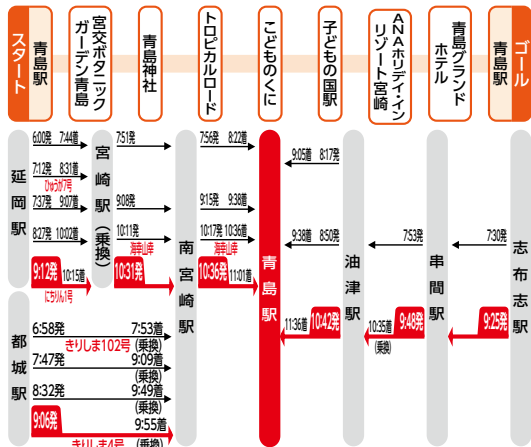 スタート
青島駅
宮交ボタニック
ガーデン青島
青島神社
トロピカルロード
こどものくに
子どもの国駅
ANAホリデイ・イン
リゾート宮崎
青島グランド
ホテル
青島駅
ゴール
延岡駅
6:00発 7:44着
7:12発 8:31着
ひゅうが7号
7:37発 9:07着
8:27発 10:02着
9:12発 10:15着
にちりん1号
宮崎駅(乗換)
7:51発
9:08発
10:11発
海幸山幸
10:31発
南宮崎駅
7:56発 8:22着
9:15発 9:38着
10:17発 10:36着
海幸山幸
10:36発 11:01着
青島駅
9:05着 8:17発
9:38着 8:50発
11:36着 10:42発
油津駅
7:53発
10:35着
(乗換)
9:48発
串間駅
7:30発
9:25発
志布志駅
都城駅
6:58発 7:53着
きりしま102号 (乗換)
7:47発 9:09着
(乗換)
8:32発 9:49着
(乗換)
9:06発 9:55着
きりしま4号 (乗換)